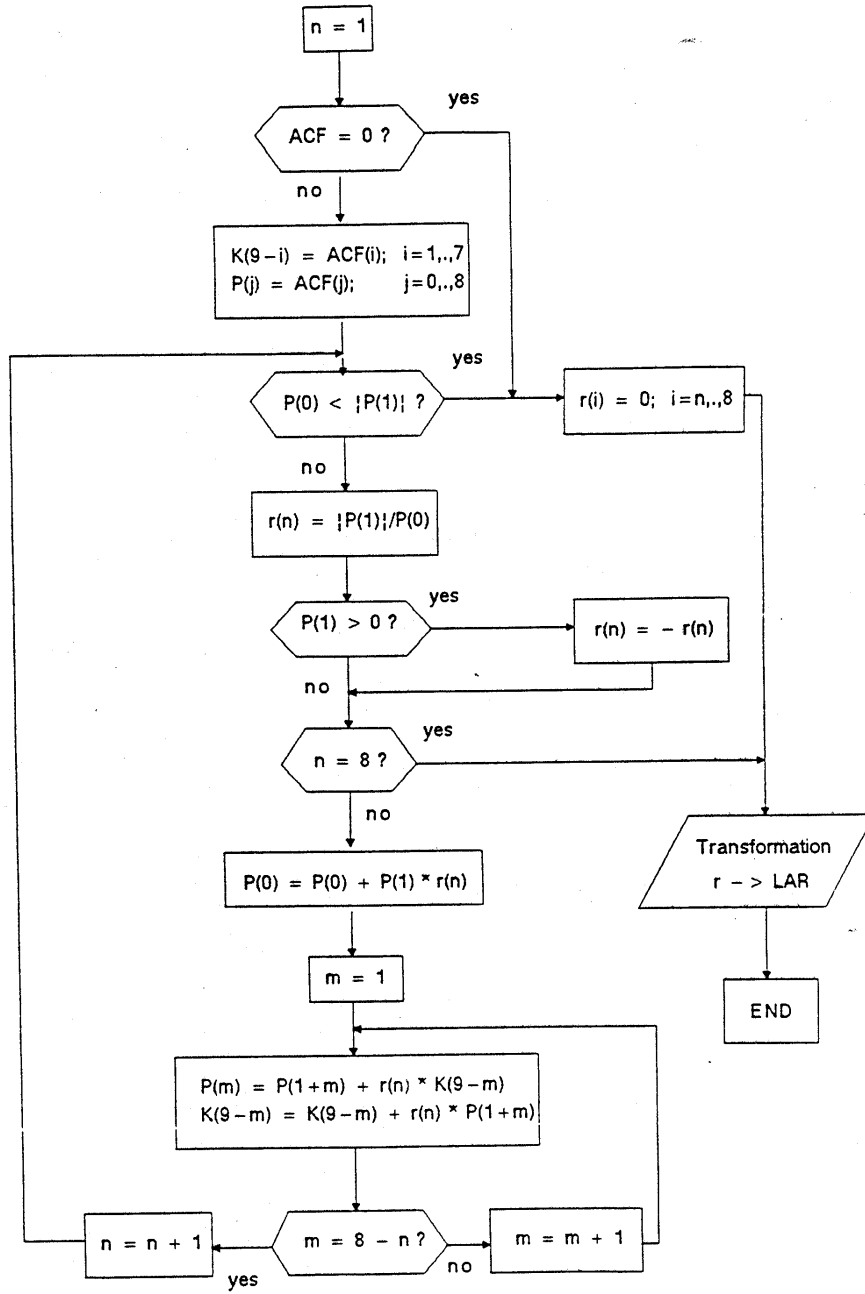 n = 1
yes
ACF = 0 ?
no
K(9-i) = ACF(i); i=1,.,7
P(j) = ACF(j); j=0,.,8
yes
P(0) < |P(1)| ?
r(i) = 0; i=n,.,8
no
r(n) = |P(1)|/P(0)
yes
P(1) > 0 ?
r(n) = - r(n)
no
yes
n = 8 ?
no
Transformation
r -> LAR
P(0) = P(0) + P(1) * r(n)
m = 1
END
P(m) = P(1+m) + r(n) * K(9-m)
K(9-m) = K(9-m) + r(n) * P(1+m)
n = n + 1
m = 8 - n ?
m = m + 1
yes
no